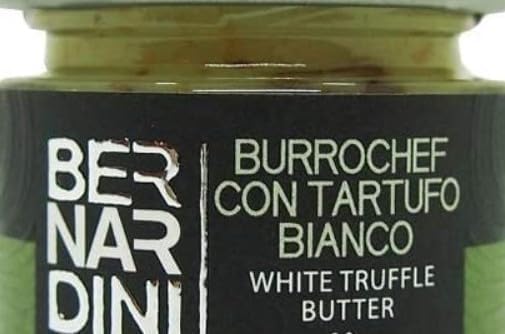 BER
NAR
DINI
BURROCHEF
CON TARTUFO
BIANCO
WHITE TRUFFLE
BUTTER